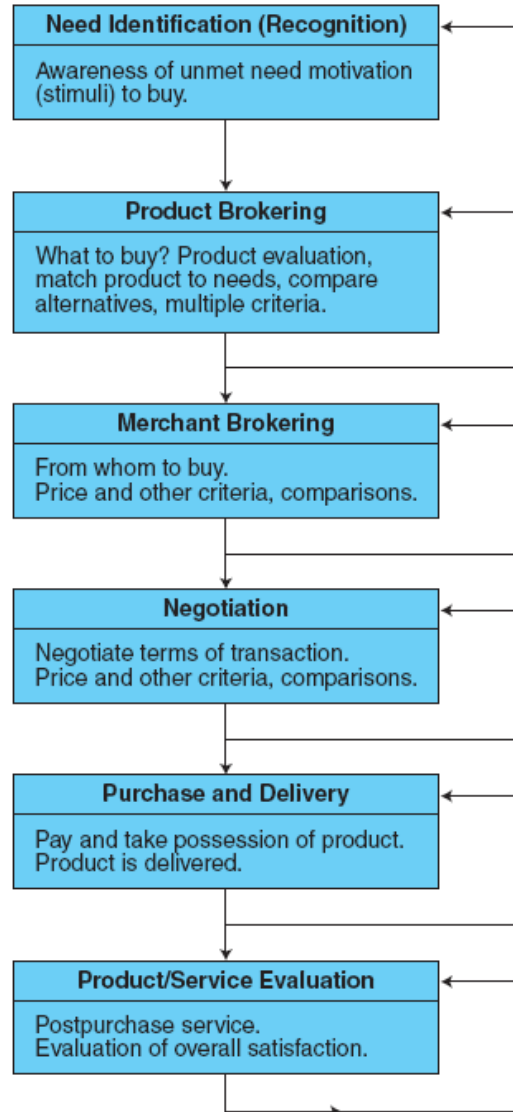 Need Identification (Recognition)
Awareness of unmet need motivation
(stimuli) to buy.
Product Brokering
What to buy? Product evaluation,
match product to needs, compare
alternatives, multiple criteria.
Merchant Brokering
From whom to buy.
Price and other criteria, comparisons.
Negotiation
Negotiate terms of transaction.
Price and other criteria, comparisons.
Purchase and Delivery
Pay and take possession of product.
Product is delivered.
Product/Service Evaluation
Postpurchase service.
Evaluation of overall satisfaction.